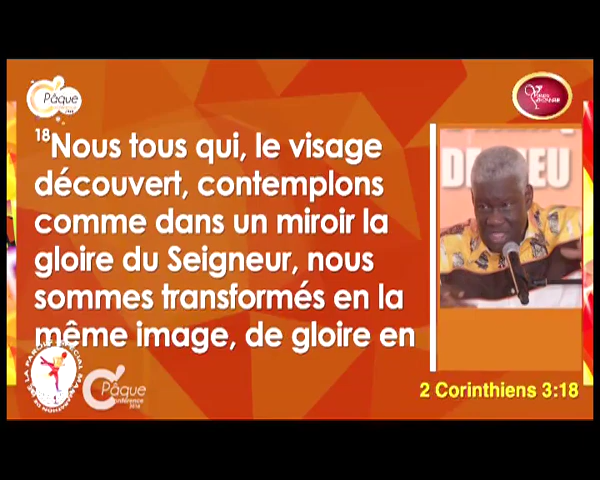 Pâque
¹⁸Nous tous qui, le visage
découvert, contemplons
comme dans un miroir la
gloire du Seigneur, nous
sommes transformés en la
même image, de gloire en
2 Corinthiens 3:18
Pâque
Conférence